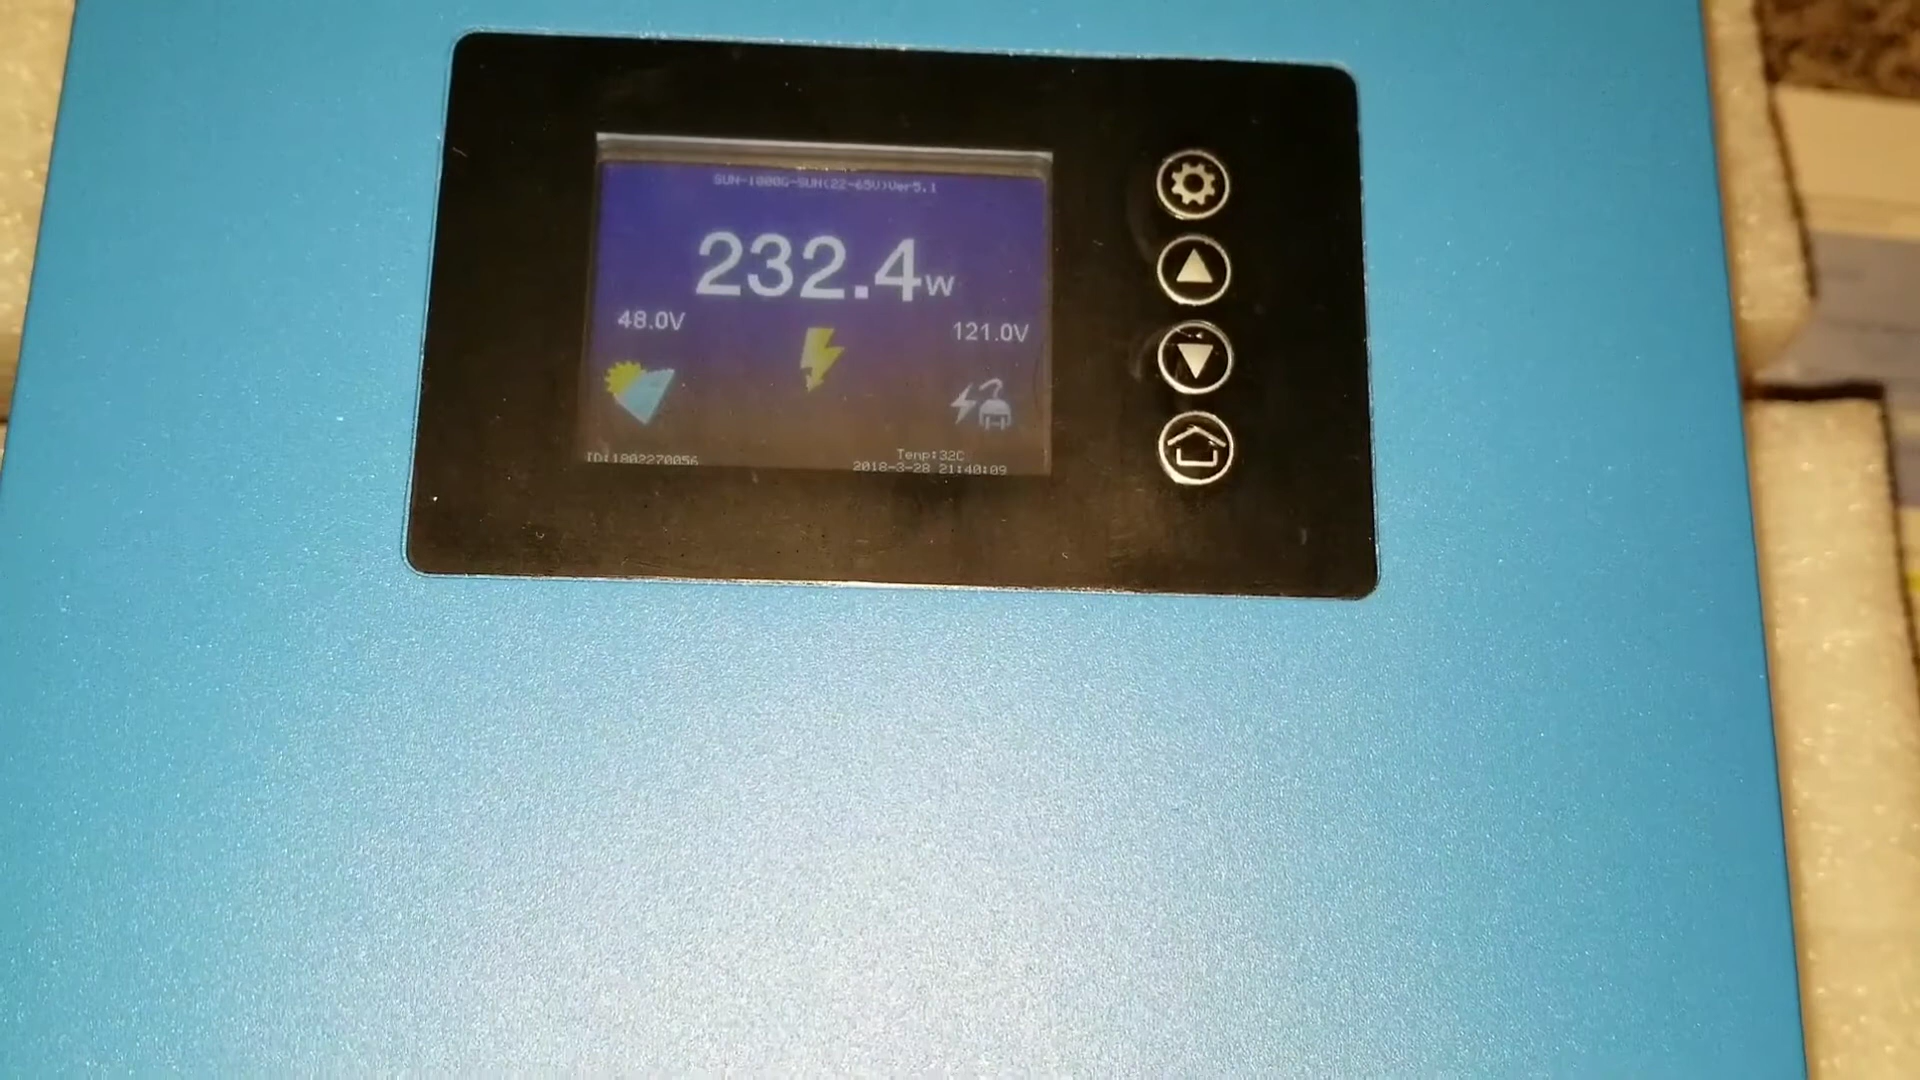 SUN-1000G-SUN(22-65V)Ver5.1
232.4W
48.0V
121.0V
ID:1802270056
Temp:32C
2018-3-28 21:40:09